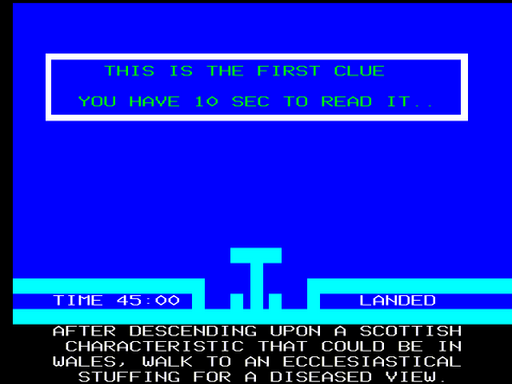 THIS IS THE FIRST CLUE
YOU HAVE 10 SEC TO READ IT..
TIME 45:00
LANDED
AFTER DESCENDING UPON A SCOTTISH
CHARACTERISTIC THAT COULD BE IN
WALES, WALK TO AN ECCLESIASTICAL
STUFFING FOR A DISEASED VIEW.